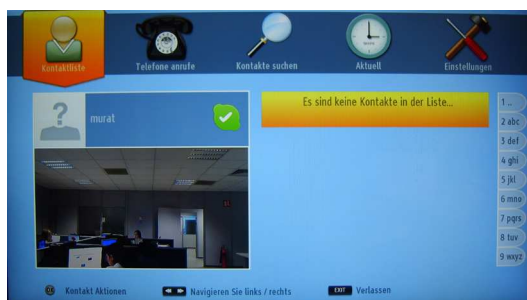 Kontaktliste
Telefone anrufe
Kontakte suchen
Aktuell
Einstellungen
murat
Es sind keine Kontakte in der Liste...
1 ..
2 abc
3 def
4 ghi
5 jkl
6 mno
7 pqrs
8 tuv
9 wxyz
OK Kontakt Aktionen
Navigieren Sie links / rechts
EXIT Verlassen